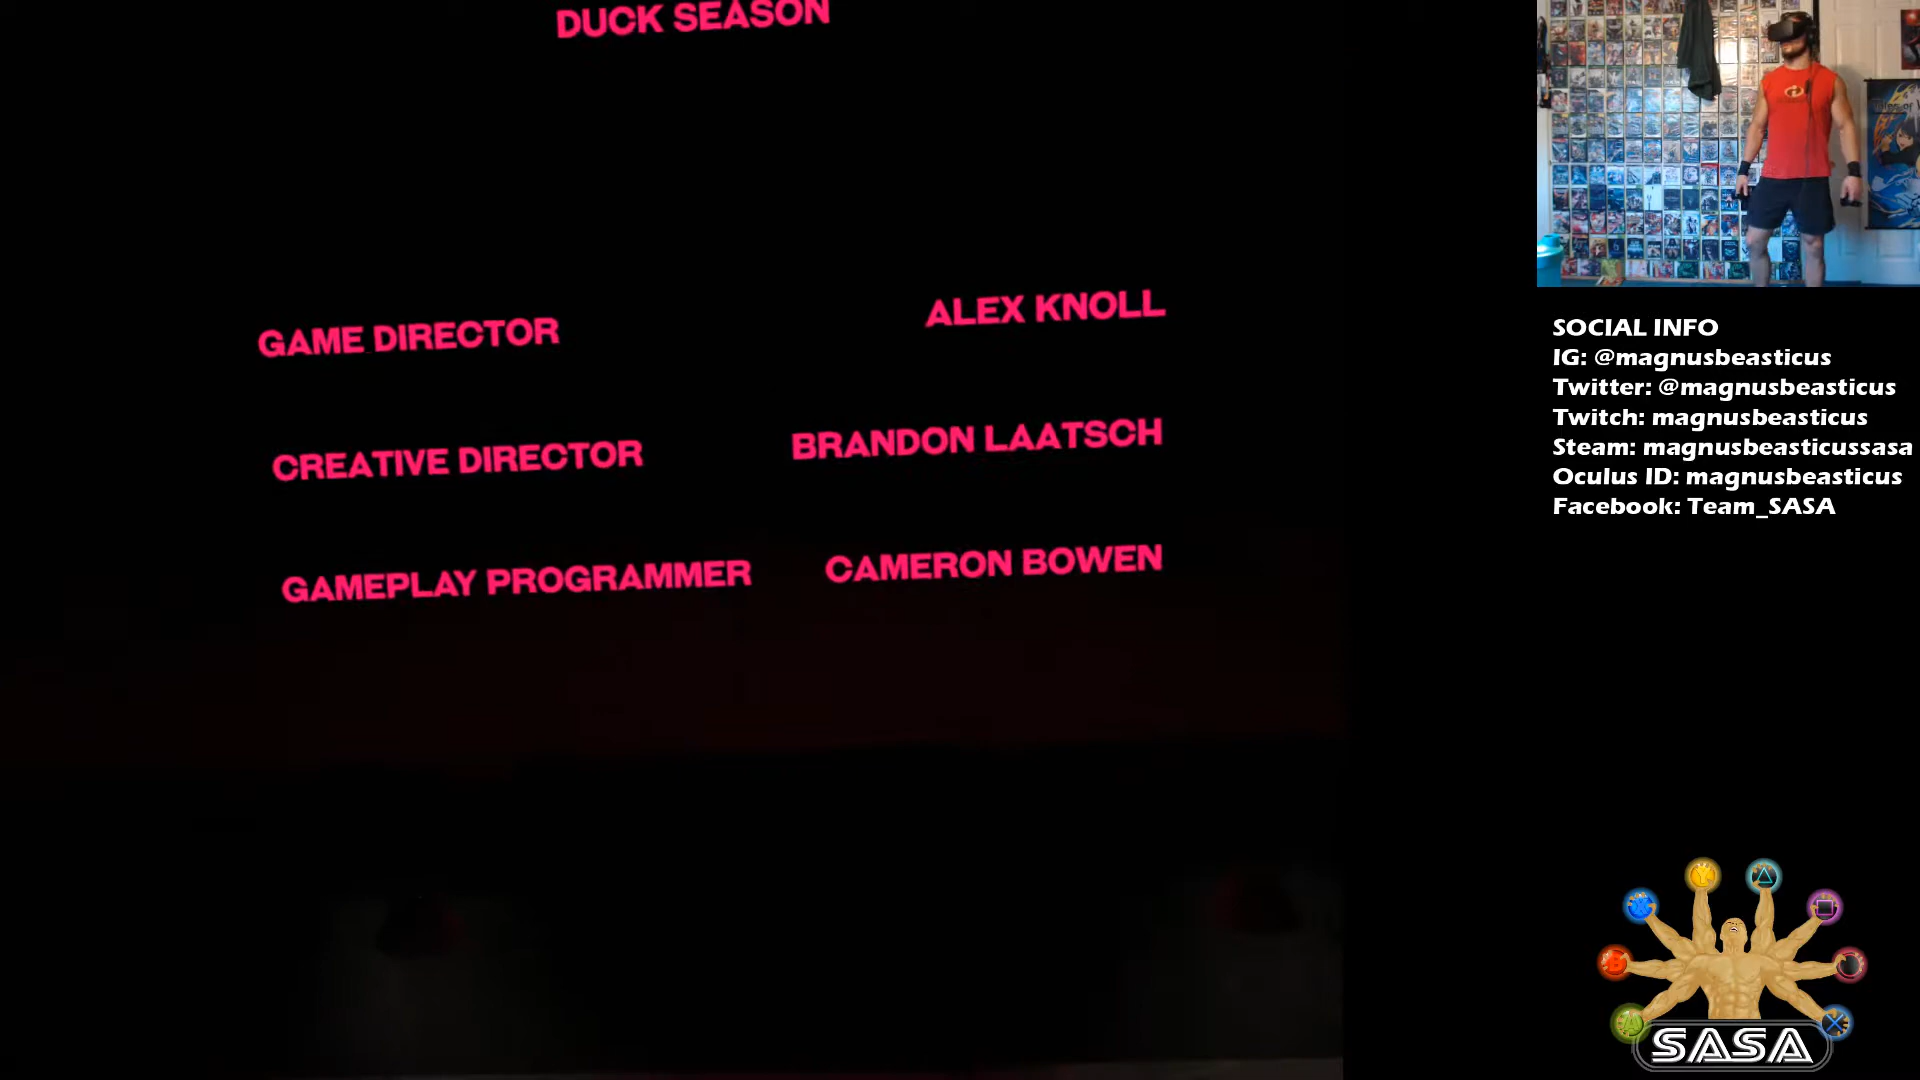 DUCK SEASON
GAME DIRECTOR ALEX KNOLL
CREATIVE DIRECTOR BRANDON LAATSCH
GAMEPLAY PROGRAMMER CAMERON BOWEN
SOCIAL INFO
IG: @magnusbeasticus
Twitter: @magnusbeasticus
Twitch: magnusbeasticus
Steam: magnusbeasticussasa
Oculus ID: magnusbeasticus
Facebook: Team_SASA
Y
B
A
SASA